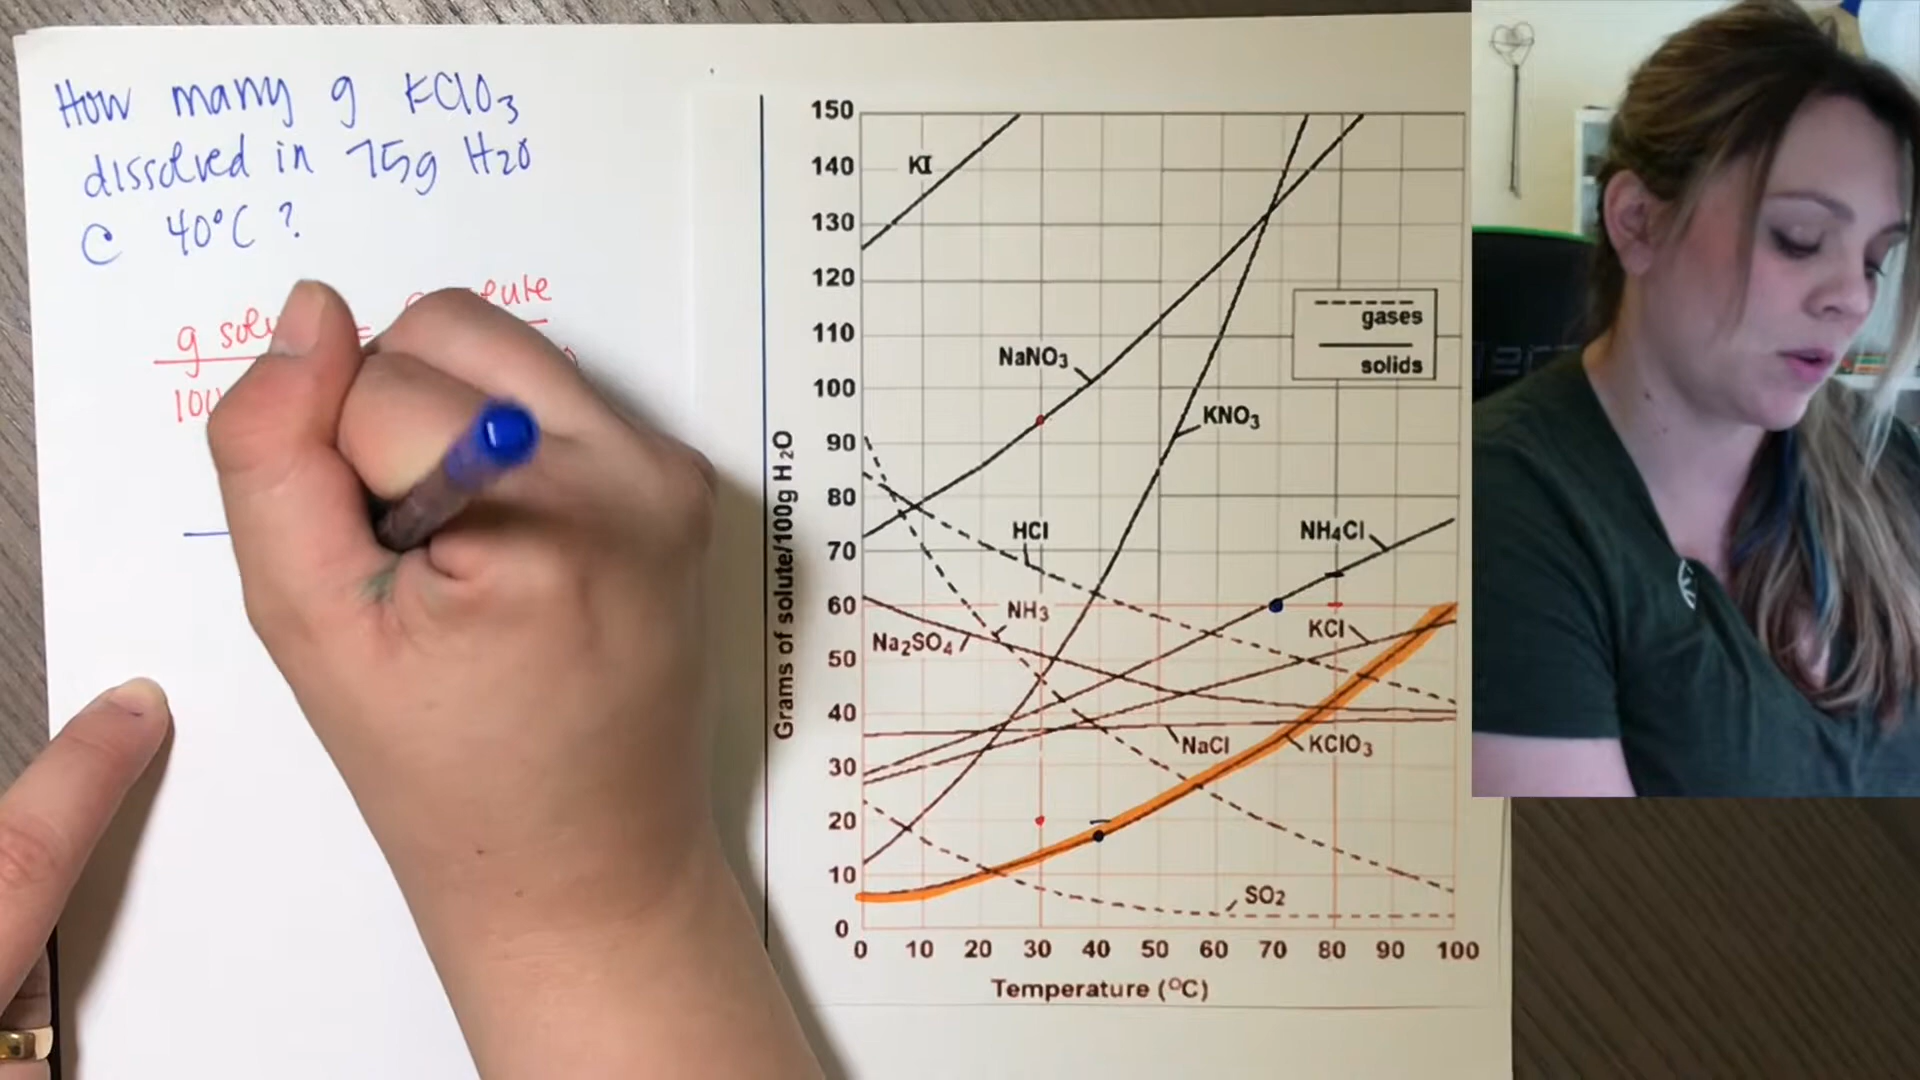 How many g KClO3
dissolved in 75g H2O
@ 40°C ?
g
=
150
140
130
120
110
100
90
80
70
60
50
40
30
20
10
0
0 10 20 30 40 50 60 70 80 90 100
Grams of solute/100g H2O
Temperature (°C)
KI
NaNO3
KNO3
gases
solids
HCl
NH4Cl
NH3
Na2SO4
KCl
NaCl
KClO3
SO2